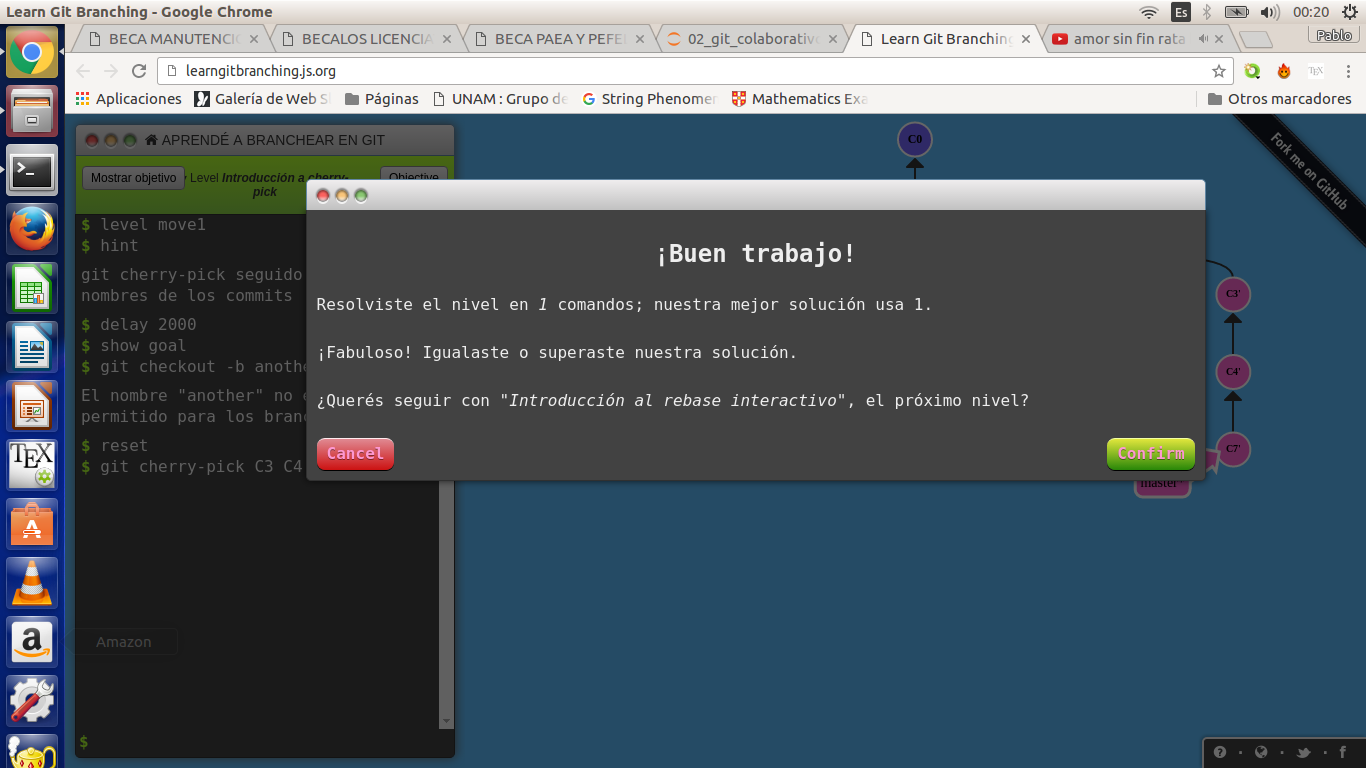 Learn Git Branching - Google Chrome
Es
00:20
BECA MANUTENCI
BECALOS LICENCIA
BECA PAEA Y PEFE
02_git_colaborativo
Learn Git Branching
amor sin fin rata
Pablo
learngitbranching.js.org
Aplicaciones
Galería de Web S
Páginas
UNAM : Grupo de
String Phenomen
Mathematics Exa
Otros marcadores
APRENDÉ A BRANCHEAR EN GIT
C0
Fork me on GitHub
Mostrar objetivo
Level Introducción a cherry-
pick
Objective
$ level move1
$ hint
git cherry-pick seguido
nombres de los commits
$ delay 2000
$ show goal
$ git checkout -b anothe
El nombre "another" no e
permitido para los branc
$ reset
$ git cherry-pick C3 C4
¡Buen trabajo!
Resolviste el nivel en 1 comandos; nuestra mejor solución usa 1.
¡Fabuloso! Igualaste o superaste nuestra solución.
¿Querés seguir con "Introducción al rebase interactivo", el próximo nivel?
Cancel
Confirm
C3'
C4'
C7'
master*
TEX
Amazon
$